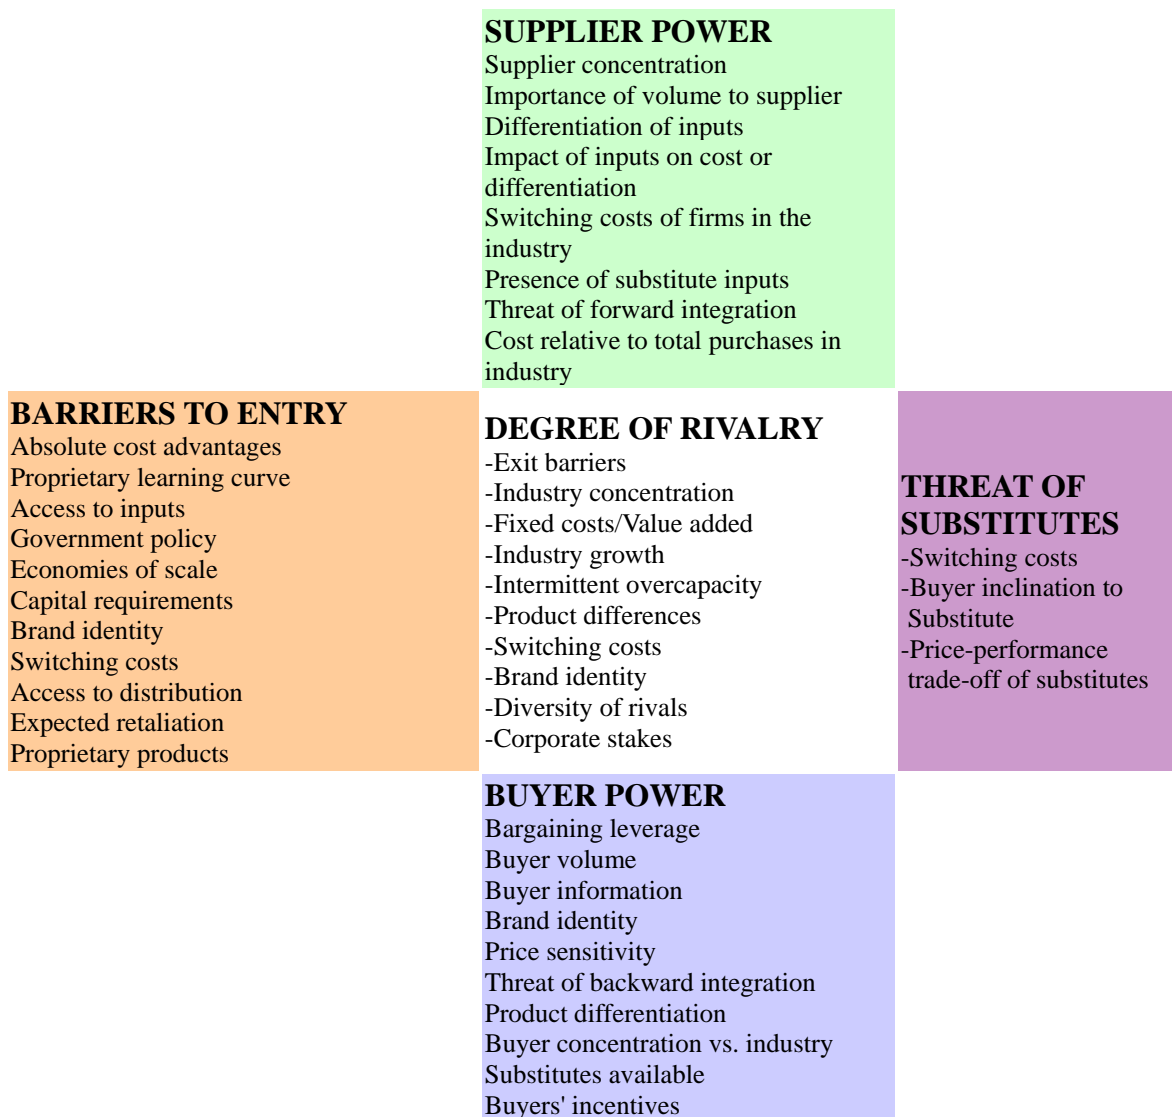 SUPPLIER POWER
Supplier concentration
Importance of volume to supplier
Differentiation of inputs
Impact of inputs on cost or
differentiation
Switching costs of firms in the
industry
Presence of substitute inputs
Threat of forward integration
Cost relative to total purchases in
industry
BARRIERS TO ENTRY
Absolute cost advantages
Proprietary learning curve
Access to inputs
Government policy
Economies of scale
Capital requirements
Brand identity
Switching costs
Access to distribution
Expected retaliation
Proprietary products
DEGREE OF RIVALRY
-Exit barriers
-Industry concentration
-Fixed costs/Value added
-Industry growth
-Intermittent overcapacity
-Product differences
-Switching costs
-Brand identity
-Diversity of rivals
-Corporate stakes
THREAT OF
SUBSTITUTES
-Switching costs
-Buyer inclination to
Substitute
-Price-performance
trade-off of substitutes
BUYER POWER
Bargaining leverage
Buyer volume
Buyer information
Brand identity
Price sensitivity
Threat of backward integration
Product differentiation
Buyer concentration vs. industry
Substitutes available
Buyers' incentives